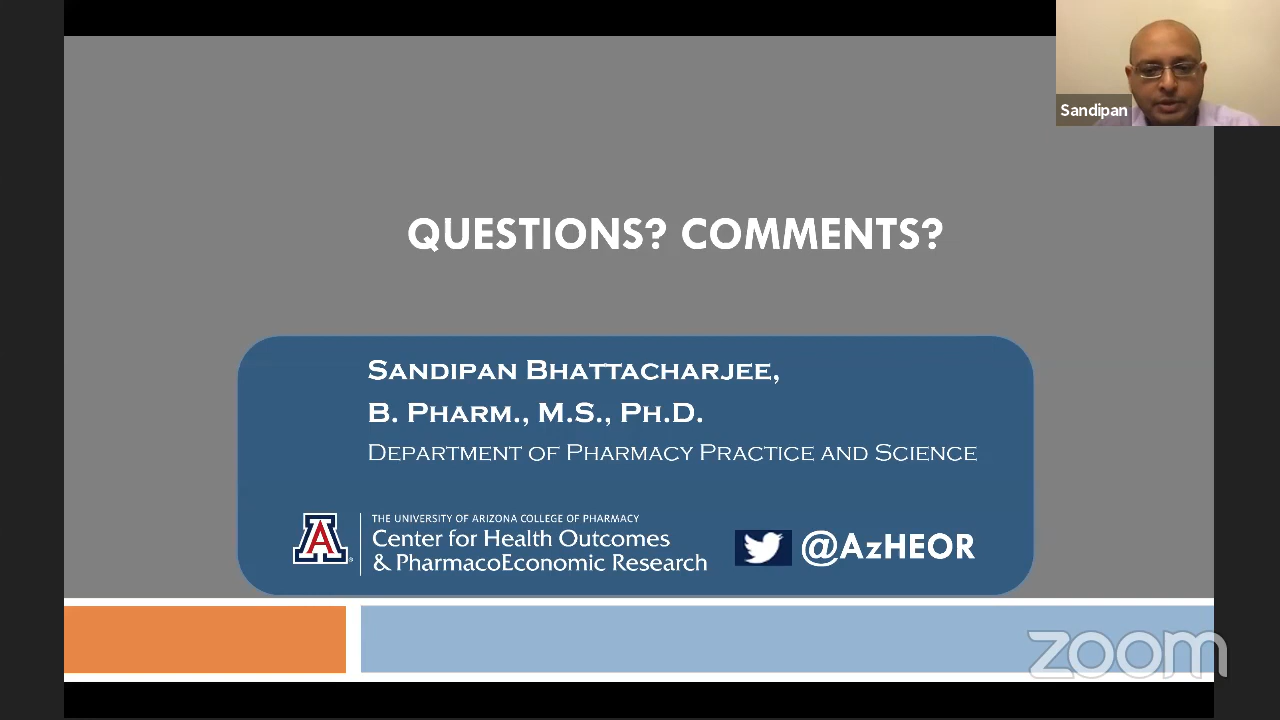 Sandipan
QUESTIONS? COMMENTS?
SANDIPAN BHATTACHARJEE,
B. PHARM., M.S., PH.D.
DEPARTMENT OF PHARMACY PRACTICE AND SCIENCE
A
THE UNIVERSITY OF ARIZONA COLLEGE OF PHARMACY
Center for Health Outcomes
& PharmacoEconomic Research
@AzHEOR
zoom